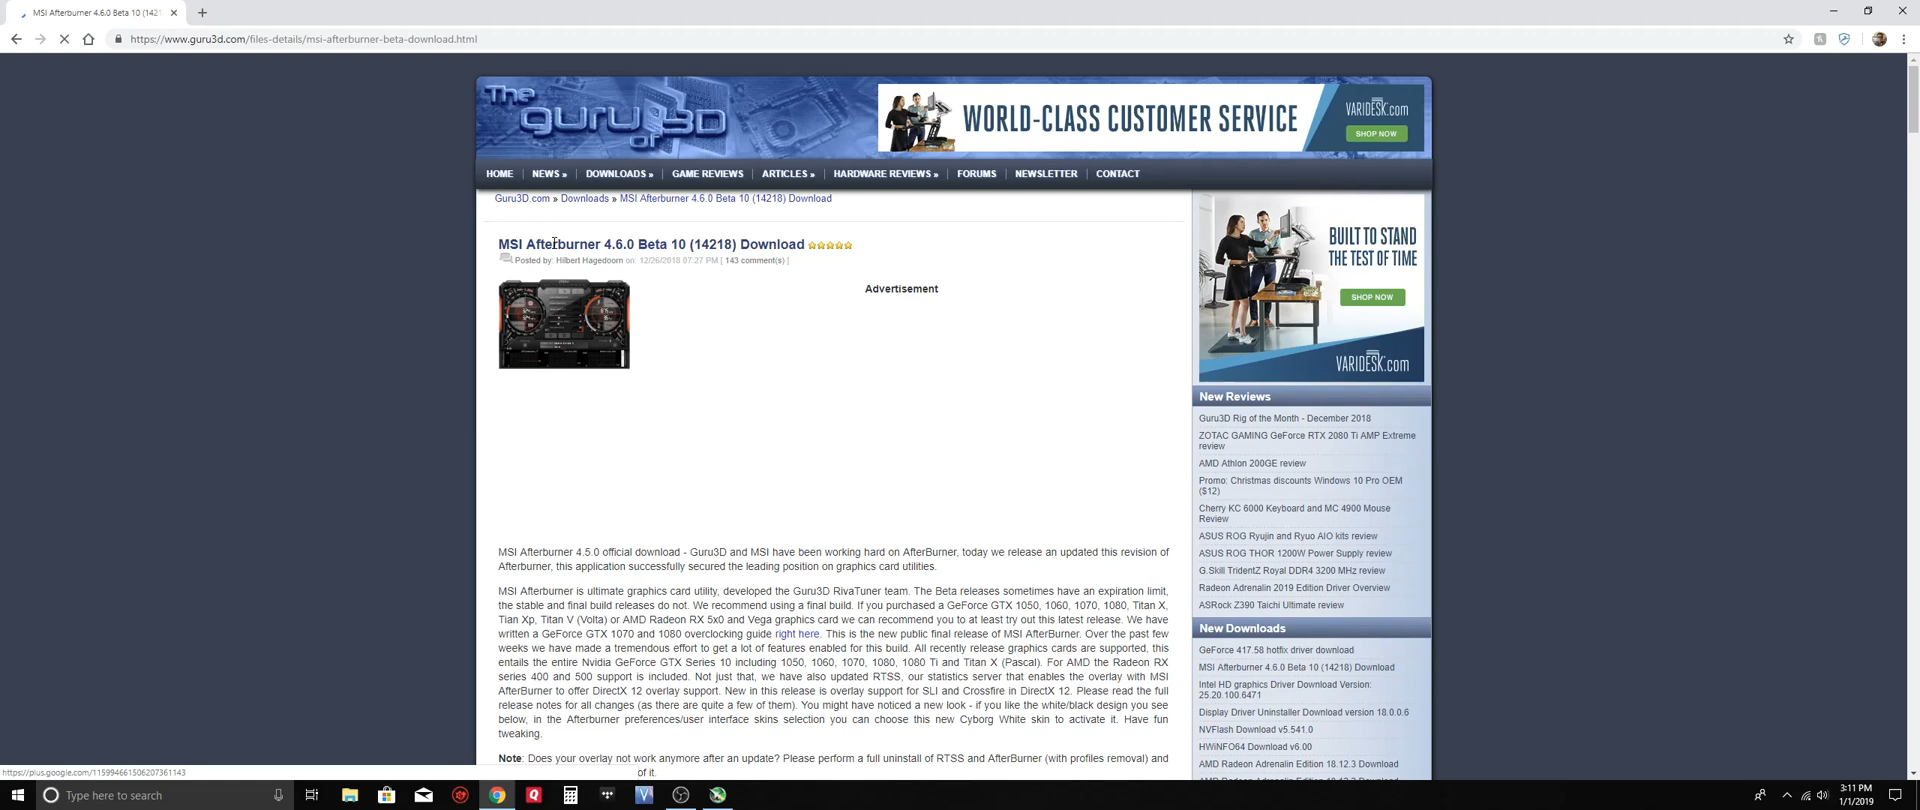 MSI Afterburner 4.6.0 Beta 10 (1421
https://www.guru3d.com/files-details/msi-afterburner-beta-download.html
The guru of 3D
WORLD-CLASS CUSTOMER SERVICE
VARIDESK.com
SHOP NOW
HOME NEWS » DOWNLOADS » GAME REVIEWS ARTICLES » HARDWARE REVIEWS » FORUMS NEWSLETTER CONTACT
Guru3D.com » Downloads » MSI Afterburner 4.6.0 Beta 10 (14218) Download
MSI Afterburner 4.6.0 Beta 10 (14218) Download
Posted by: Hilbert Hagedoorn on: 12/26/2018 07:27 PM [ 143 comment(s) ]
Advertisement
MSI Afterburner 4.5.0 official download - Guru3D and MSI have been working hard on AfterBurner, today we release an updated this revision of
Afterburner, this application successfully secured the leading position on graphics card utilities.
MSI Afterburner is ultimate graphics card utility, developed the Guru3D RivaTuner team. The Beta releases sometimes have an expiration limit,
the stable and final build releases do not. We recommend using a final build. If you purchased a GeForce GTX 1050, 1060, 1070, 1080, Titan X,
Tian Xp, Titan V (Volta) or AMD Radeon RX 5x0 and Vega graphics card we can recommend you to at least try out this latest release. We have
written a GeForce GTX 1070 and 1080 overclocking guide right here. This is the new public final release of MSI AfterBurner. Over the past few
weeks we have made a tremendous effort to get a lot of features enabled for this build. All recently release graphics cards are supported, this
entails the entire Nvidia GeForce GTX Series 10 including 1050, 1060, 1070, 1080, 1080 Ti and Titan X (Pascal). For AMD the Radeon RX
series 400 and 500 support is included. Not just that, we have also updated RTSS, our statistics server that enables the overlay with MSI
AfterBurner to offer DirectX 12 overlay support. New in this release is overlay support for SLI and Crossfire in DirectX 12. Please read the full
release notes for all changes (as there are quite a few of them). You might have noticed a new look - if you like the white/black design you see
below, in the Afterburner preferences/user interface skins selection you can choose this new Cyborg White skin to activate it. Have fun
tweaking.
Note: Does your overlay not work anymore after an update? Please perform a full uninstall of RTSS and AfterBurner (with profiles removal) and
of it.
BUILT TO STAND
THE TEST OF TIME
SHOP NOW
VARIDESK.com
New Reviews
Guru3D Rig of the Month - December 2018
ZOTAC GAMING GeForce RTX 2080 Ti AMP Extreme
review
AMD Athlon 200GE review
Promo: Christmas discounts Windows 10 Pro OEM
($12)
Cherry KC 6000 Keyboard and MC 4900 Mouse
Review
ASUS ROG Ryujin and Ryuo AIO kits review
ASUS ROG THOR 1200W Power Supply review
G.Skill TridentZ Royal DDR4 3200 MHz review
Radeon Adrenalin 2019 Edition Driver Overview
ASRock Z390 Taichi Ultimate review
New Downloads
GeForce 417.58 hotfix driver download
MSI Afterburner 4.6.0 Beta 10 (14218) Download
Intel HD graphics Driver Download Version:
25.20.100.6471
Display Driver Uninstaller Download version 18.0.0.6
NVFlash Download v5.541.0
HWiNFO64 Download v6.00
AMD Radeon Adrenalin Edition 18.12.3 Download
https://plus.google.com/115994661506207361143
Type here to search
3:11 PM
1/1/2019